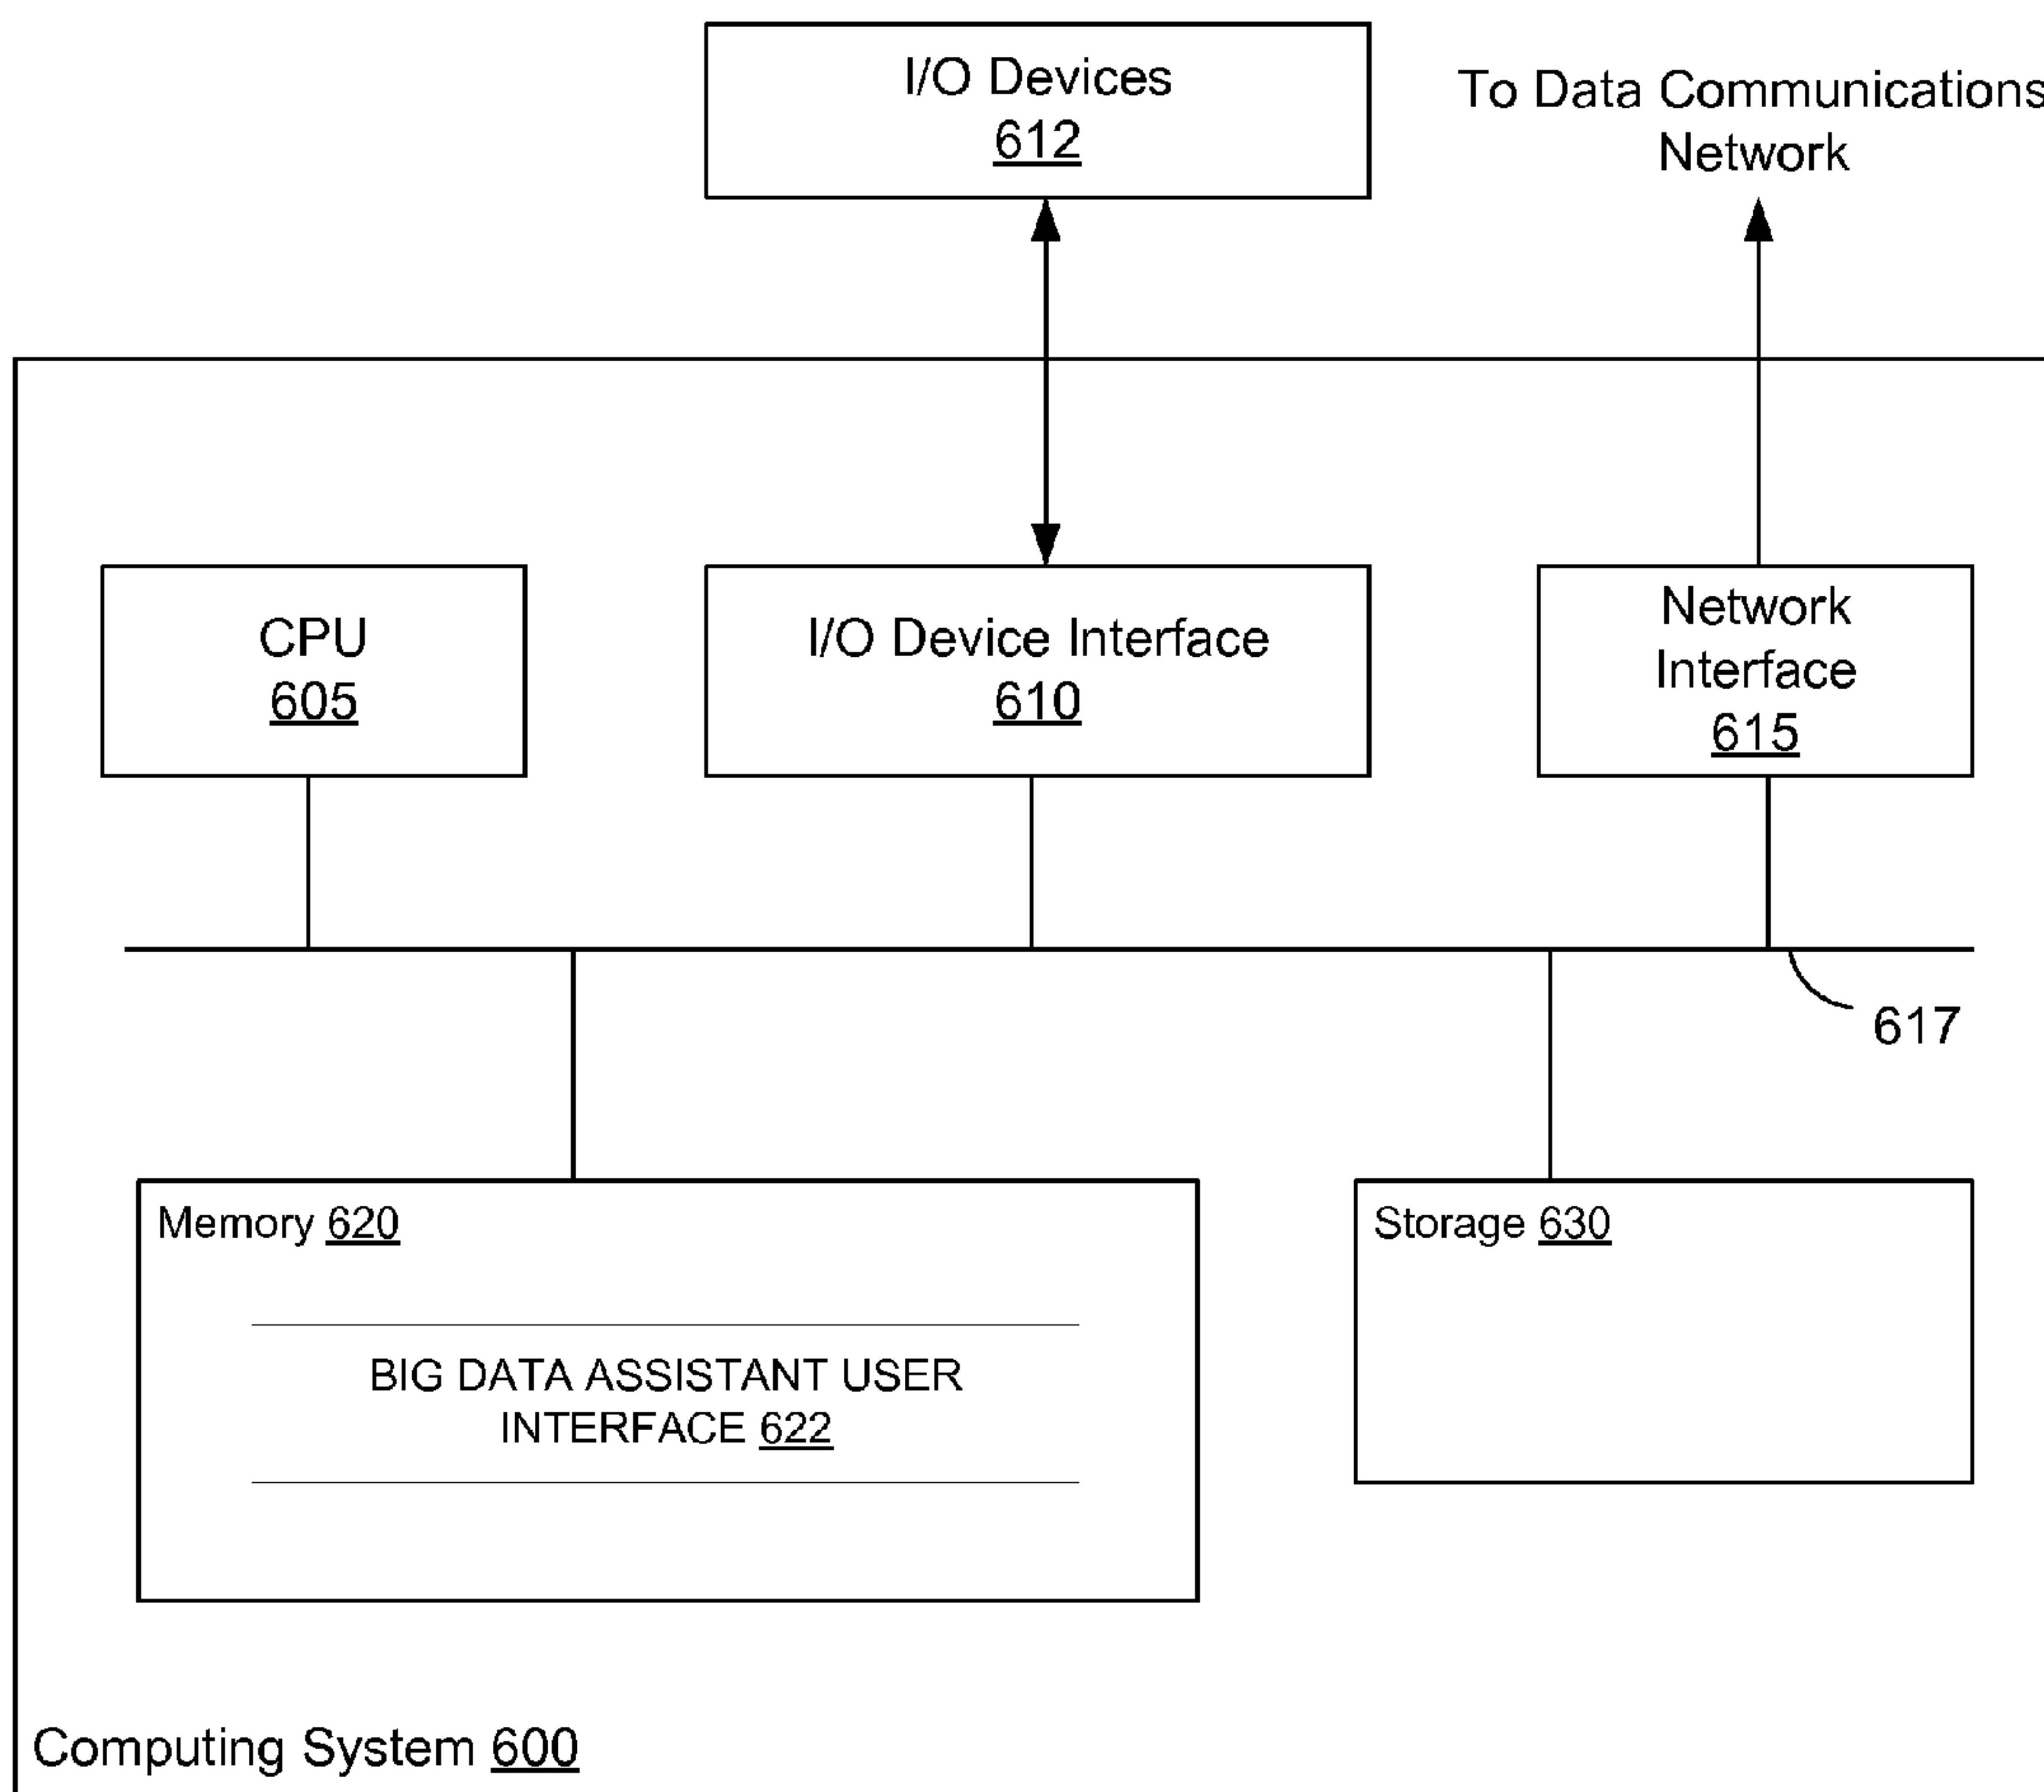 I/O Devices
612
To Data Communications
Network
CPU
605
I/O Device Interface
610
Network
Interface
615
617
Memory 620
BIG DATA ASSISTANT USER
INTERFACE 622
Storage 630
Computing System 600